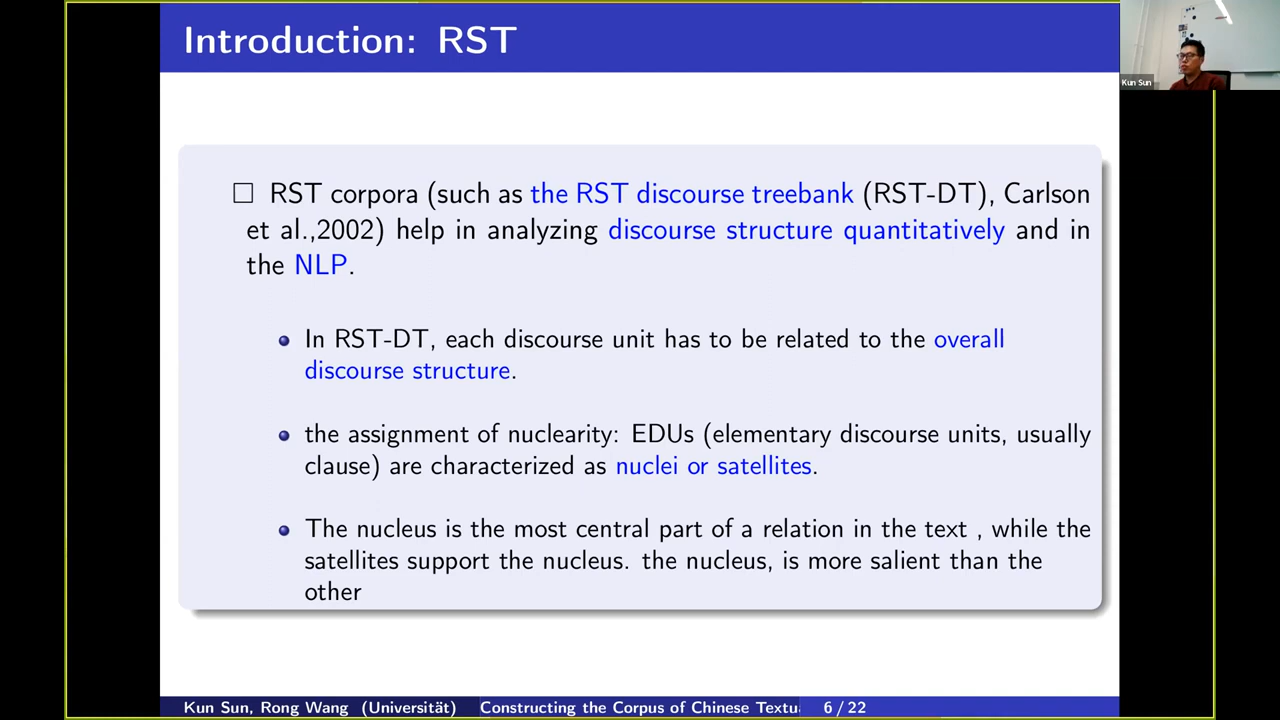 Introduction: RST
Kun Sun
RST corpora (such as the RST discourse treebank (RST-DT), Carlson
et al.,2002) help in analyzing discourse structure quantitatively and in
the NLP.
In RST-DT, each discourse unit has to be related to the overall
discourse structure.
the assignment of nuclearity: EDUs (elementary discourse units, usually
clause) are characterized as nuclei or satellites.
The nucleus is the most central part of a relation in the text , while the
satellites support the nucleus. the nucleus, is more salient than the
other
Kun Sun, Rong Wang (Universität) Constructing the Corpus of Chinese Textu 6 / 22